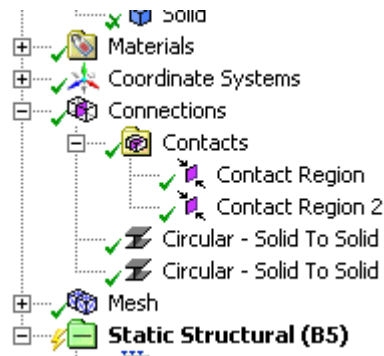 Solid
Materials
Coordinate Systems
Connections
Contacts
Contact Region
Contact Region 2
Circular - Solid To Solid
Circular - Solid To Solid
Mesh
Static Structural (B5)